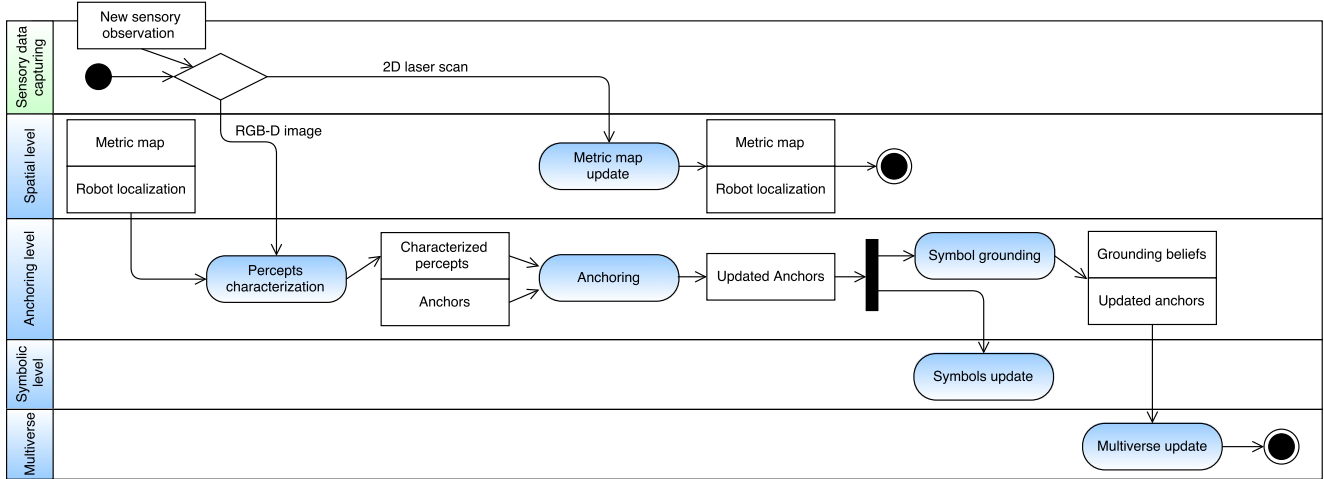 Sensory data
capturing
New sensory
observation
2D laser scan
RGB-D image
Spatial level
Metric map
Robot localization
Metric map
update
Metric map
Robot localization
Anchoring level
Percepts
characterization
Characterized
percepts
Anchors
Anchoring
Updated Anchors
Symbol grounding
Grounding beliefs
Updated anchors
Symbolic
level
Symbols update
Multiverse
Multiverse update